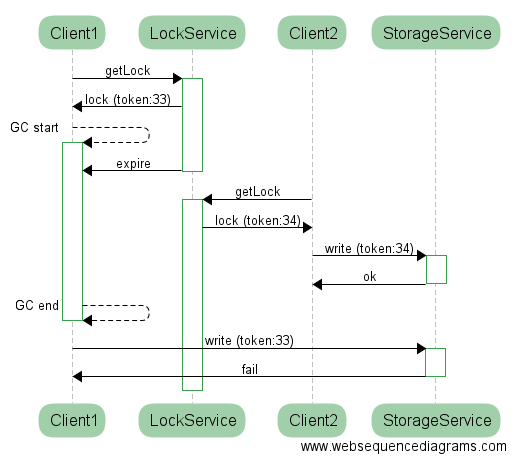 Client1 LockService Client2 StorageService
getLock
lock (token:33)
GC start
expire
getLock
lock (token:34)
write (token:34)
ok
GC end
write (token:33)
fail
Client1 LockService Client2 StorageService
www.websequencediagrams.com